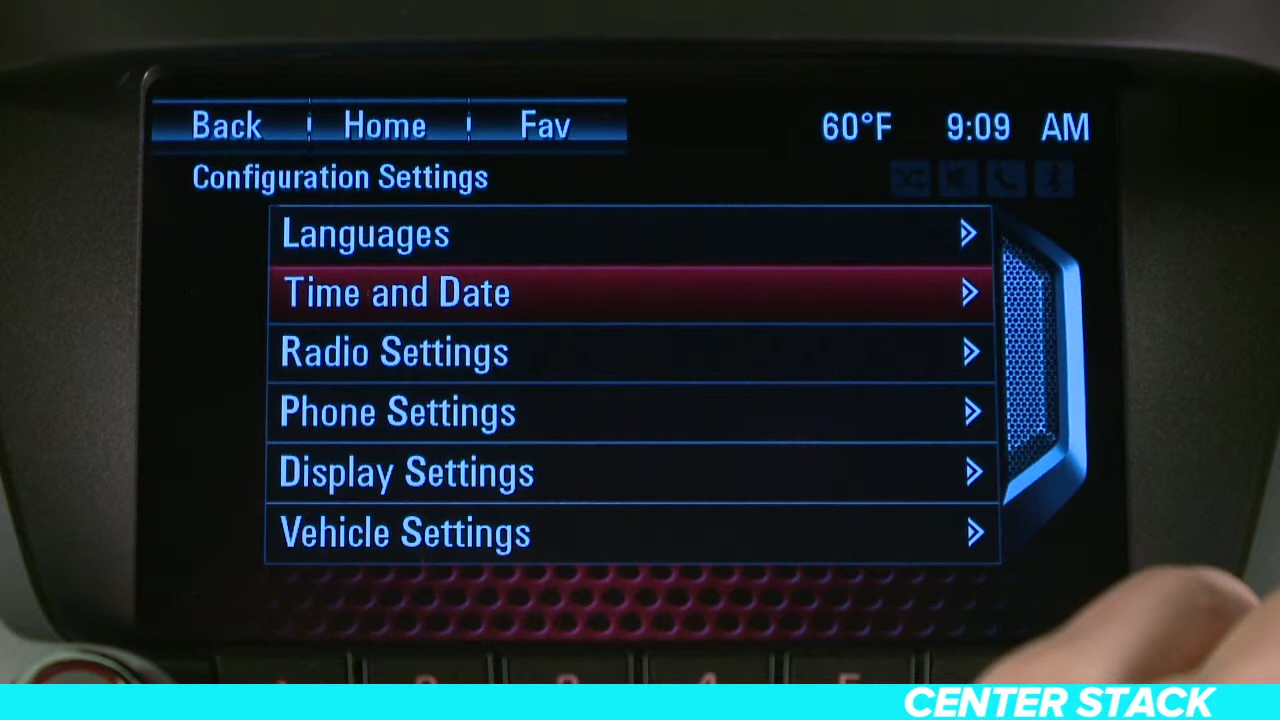 Back Home Fav 60°F 9:09 AM
Configuration Settings
Languages
Time and Date
Radio Settings
Phone Settings
Display Settings
Vehicle Settings
CENTER STACK